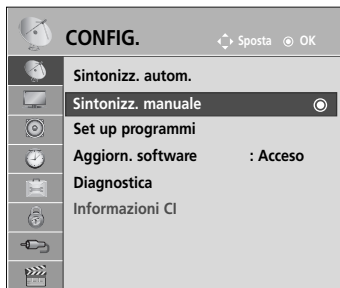 CONFIG.
Sposta OK
Sintonizz. autom.
Sintonizz. manuale
Set up programmi
Aggiorn. software : Acceso
Diagnostica
Informazioni CI